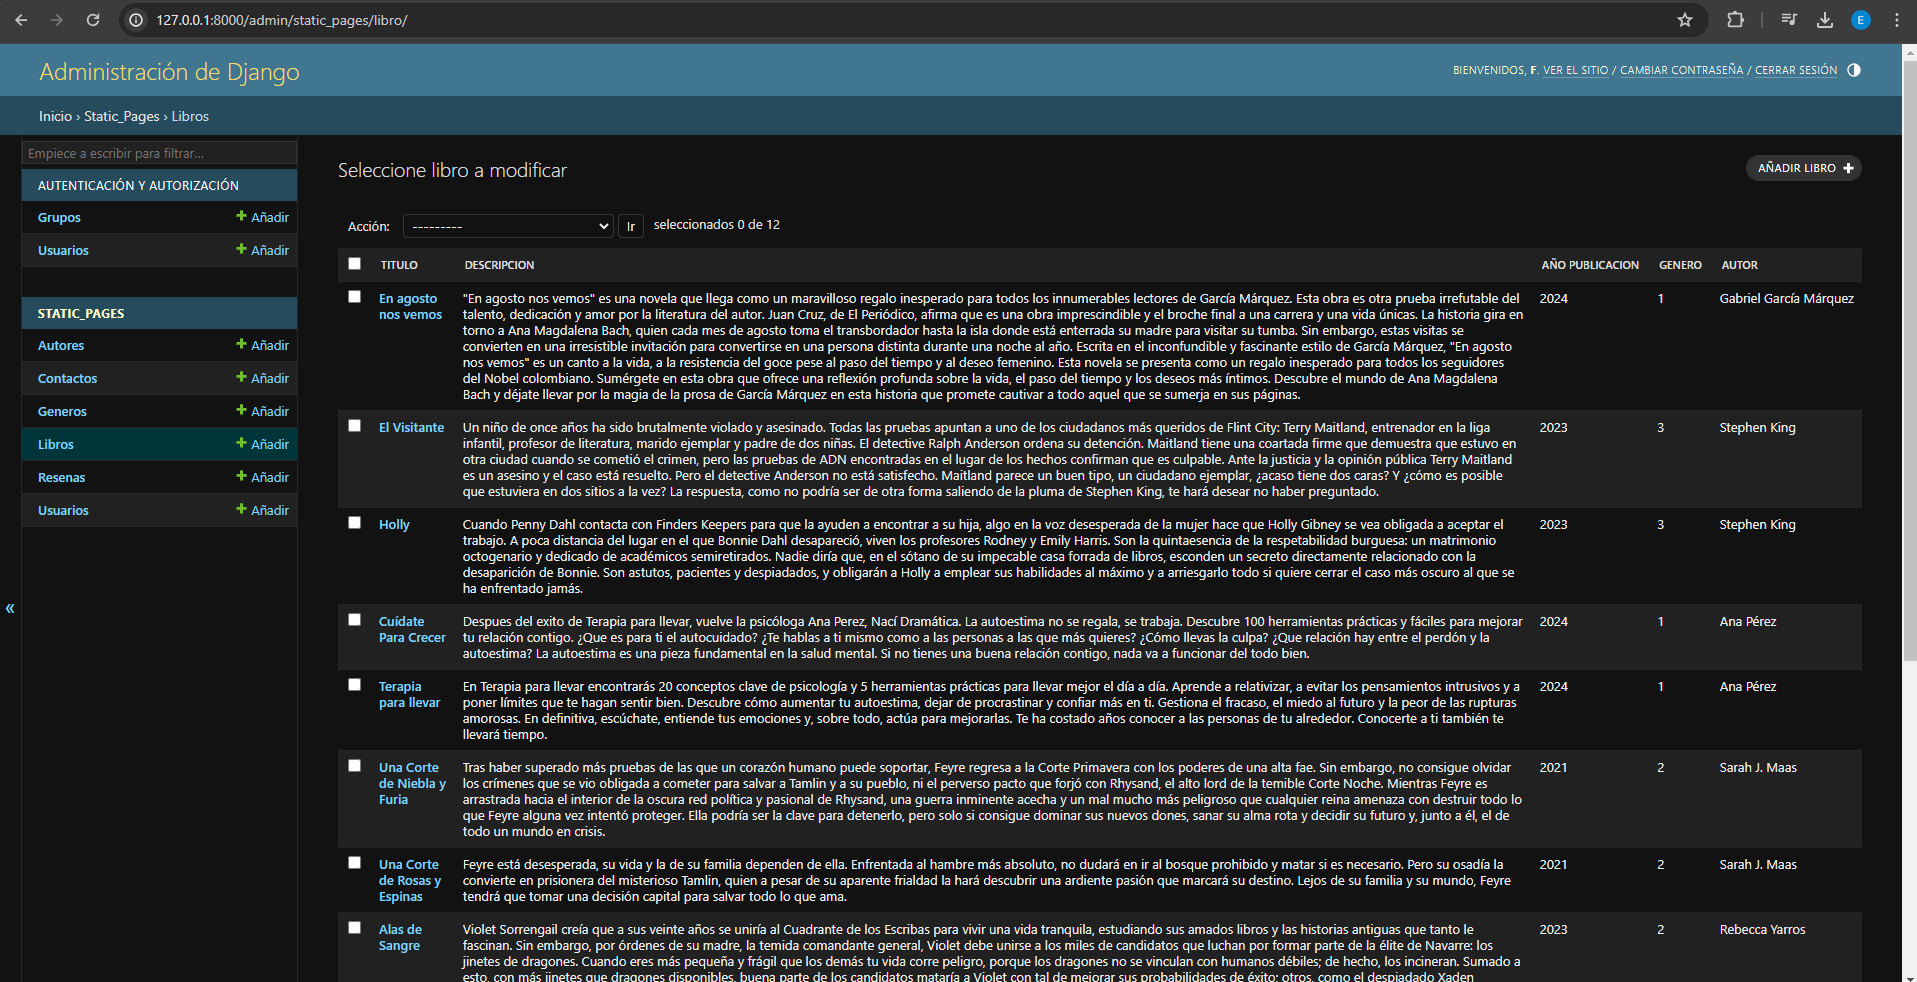 127.0.0.1:8000/admin/static_pages/libro/
E
Administración de Django
BIENVENIDOS, F. VER EL SITIO / CAMBIAR CONTRASEÑA / CERRAR SESIÓN
Inicio › Static_Pages › Libros
Empiece a escribir para filtrar...
AUTENTICACIÓN Y AUTORIZACIÓN
Grupos + Añadir
Usuarios + Añadir
STATIC_PAGES
Autores + Añadir
Contactos + Añadir
Generos + Añadir
Libros + Añadir
Resenas + Añadir
Usuarios + Añadir
«
Seleccione libro a modificar
AÑADIR LIBRO +
Acción: --------- Ir seleccionados 0 de 12
TITULO DESCRIPCION AÑO PUBLICACION GENERO AUTOR
En agosto
nos vemos
"En agosto nos vemos" es una novela que llega como un maravilloso regalo inesperado para todos los innumerables lectores de García Márquez. Esta obra es otra prueba irrefutable del
talento, dedicación y amor por la literatura del autor. Juan Cruz, de El Periódico, afirma que es una obra imprescindible y el broche final a una carrera y una vida únicas. La historia gira en
torno a Ana Magdalena Bach, quien cada mes de agosto toma el transbordador hasta la isla donde está enterrada su madre para visitar su tumba. Sin embargo, estas visitas se
convierten en una irresistible invitación para convertirse en una persona distinta durante una noche al año. Escrita en el inconfundible y fascinante estilo de García Márquez, "En agosto
nos vemos" es un canto a la vida, a la resistencia del goce pese al paso del tiempo y al deseo femenino. Esta novela se presenta como un regalo inesperado para todos los seguidores
del Nobel colombiano. Sumérgete en esta obra que ofrece una reflexión profunda sobre la vida, el paso del tiempo y los deseos más íntimos. Descubre el mundo de Ana Magdalena
Bach y déjate llevar por la magia de la prosa de García Márquez en esta historia que promete cautivar a todo aquel que se sumerja en sus páginas.
2024 1 Gabriel García Márquez
El Visitante
Un niño de once años ha sido brutalmente violado y asesinado. Todas las pruebas apuntan a uno de los ciudadanos más queridos de Flint City: Terry Maitland, entrenador en la liga
infantil, profesor de literatura, marido ejemplar y padre de dos niñas. El detective Ralph Anderson ordena su detención. Maitland tiene una coartada firme que demuestra que estuvo en
otra ciudad cuando se cometió el crimen, pero las pruebas de ADN encontradas en el lugar de los hechos confirman que es culpable. Ante la justicia y la opinión pública Terry Maitland
es un asesino y el caso está resuelto. Pero el detective Anderson no está satisfecho. Maitland parece un buen tipo, un ciudadano ejemplar, ¿acaso tiene dos caras? Y ¿cómo es posible
que estuviera en dos sitios a la vez? La respuesta, como no podría ser de otra forma saliendo de la pluma de Stephen King, te hará desear no haber preguntado.
2023 3 Stephen King
Holly
Cuando Penny Dahl contacta con Finders Keepers para que la ayuden a encontrar a su hija, algo en la voz desesperada de la mujer hace que Holly Gibney se vea obligada a aceptar el
trabajo. A poca distancia del lugar en el que Bonnie Dahl desapareció, viven los profesores Rodney y Emily Harris. Son la quintaesencia de la respetabilidad burguesa: un matrimonio
octogenario y dedicado de académicos semiretirados. Nadie diría que, en el sótano de su impecable casa forrada de libros, esconden un secreto directamente relacionado con la
desaparición de Bonnie. Son astutos, pacientes y despiadados, y obligarán a Holly a emplear sus habilidades al máximo y a arriesgarlo todo si quiere cerrar el caso más oscuro al que se
ha enfrentado jamás.
2023 3 Stephen King
Cuídate
Para Crecer
Despues del exito de Terapia para llevar, vuelve la psicóloga Ana Perez, Nací Dramática. La autoestima no se regala, se trabaja. Descubre 100 herramientas prácticas y fáciles para mejorar
tu relación contigo. ¿Que es para ti el autocuidado? ¿Te hablas a ti mismo como a las personas a las que más quieres? ¿Cómo llevas la culpa? ¿Que relación hay entre el perdón y la
autoestima? La autoestima es una pieza fundamental en la salud mental. Si no tienes una buena relación contigo, nada va a funcionar del todo bien.
2024 1 Ana Pérez
Terapia
para llevar
En Terapia para llevar encontrarás 20 conceptos clave de psicología y 5 herramientas prácticas para llevar mejor el día a día. Aprende a relativizar, a evitar los pensamientos intrusivos y a
poner límites que te hagan sentir bien. Descubre cómo aumentar tu autoestima, dejar de procrastinar y confiar más en ti. Gestiona el fracaso, el miedo al futuro y la peor de las rupturas
amorosas. En definitiva, escúchate, entiende tus emociones y, sobre todo, actúa para mejorarlas. Te ha costado años conocer a las personas de tu alrededor. Conocerte a ti también te
llevará tiempo.
2024 1 Ana Pérez
Una Corte
de Niebla y
Furia
Tras haber superado más pruebas de las que un corazón humano puede soportar, Feyre regresa a la Corte Primavera con los poderes de una alta fae. Sin embargo, no consigue olvidar
los crímenes que se vio obligada a cometer para salvar a Tamlin y a su pueblo, ni el perverso pacto que forjó con Rhysand, el alto lord de la temible Corte Noche. Mientras Feyre es
arrastrada hacia el interior de la oscura red política y pasional de Rhysand, una guerra inminente acecha y un mal mucho más peligroso que cualquier reina amenaza con destruir todo lo
que Feyre alguna vez intentó proteger. Ella podría ser la clave para detenerlo, pero solo si consigue dominar sus nuevos dones, sanar su alma rota y decidir su futuro y, junto a él, el de
todo un mundo en crisis.
2021 2 Sarah J. Maas
Una Corte
de Rosas y
Espinas
Feyre está desesperada, su vida y la de su familia dependen de ella. Enfrentada al hambre más absoluto, no dudará en ir al bosque prohibido y matar si es necesario. Pero su osadía la
convierte en prisionera del misterioso Tamlin, quien a pesar de su aparente frialdad la hará descubrir una ardiente pasión que marcará su destino. Lejos de su familia y su mundo, Feyre
tendrá que tomar una decisión capital para salvar todo lo que ama.
2021 2 Sarah J. Maas
Alas de
Sangre
Violet Sorrengail creía que a sus veinte años se uniría al Cuadrante de los Escribas para vivir una vida tranquila, estudiando sus amados libros y las historias antiguas que tanto le
fascinan. Sin embargo, por órdenes de su madre, la temida comandante general, Violet debe unirse a los miles de candidatos que luchan por formar parte de la élite de Navarre: los
jinetes de dragones. Cuando eres más pequeña y frágil que los demás tu vida corre peligro, porque los dragones no se vinculan con humanos débiles; de hecho, los incineran. Sumado a
esto, con más jinetes que dragones disponibles, buena parte de los candidatos mataría a Violet con tal de mejorar sus probabilidades de éxito; otros, como el despiadado Xaden
2023 2 Rebecca Yarros